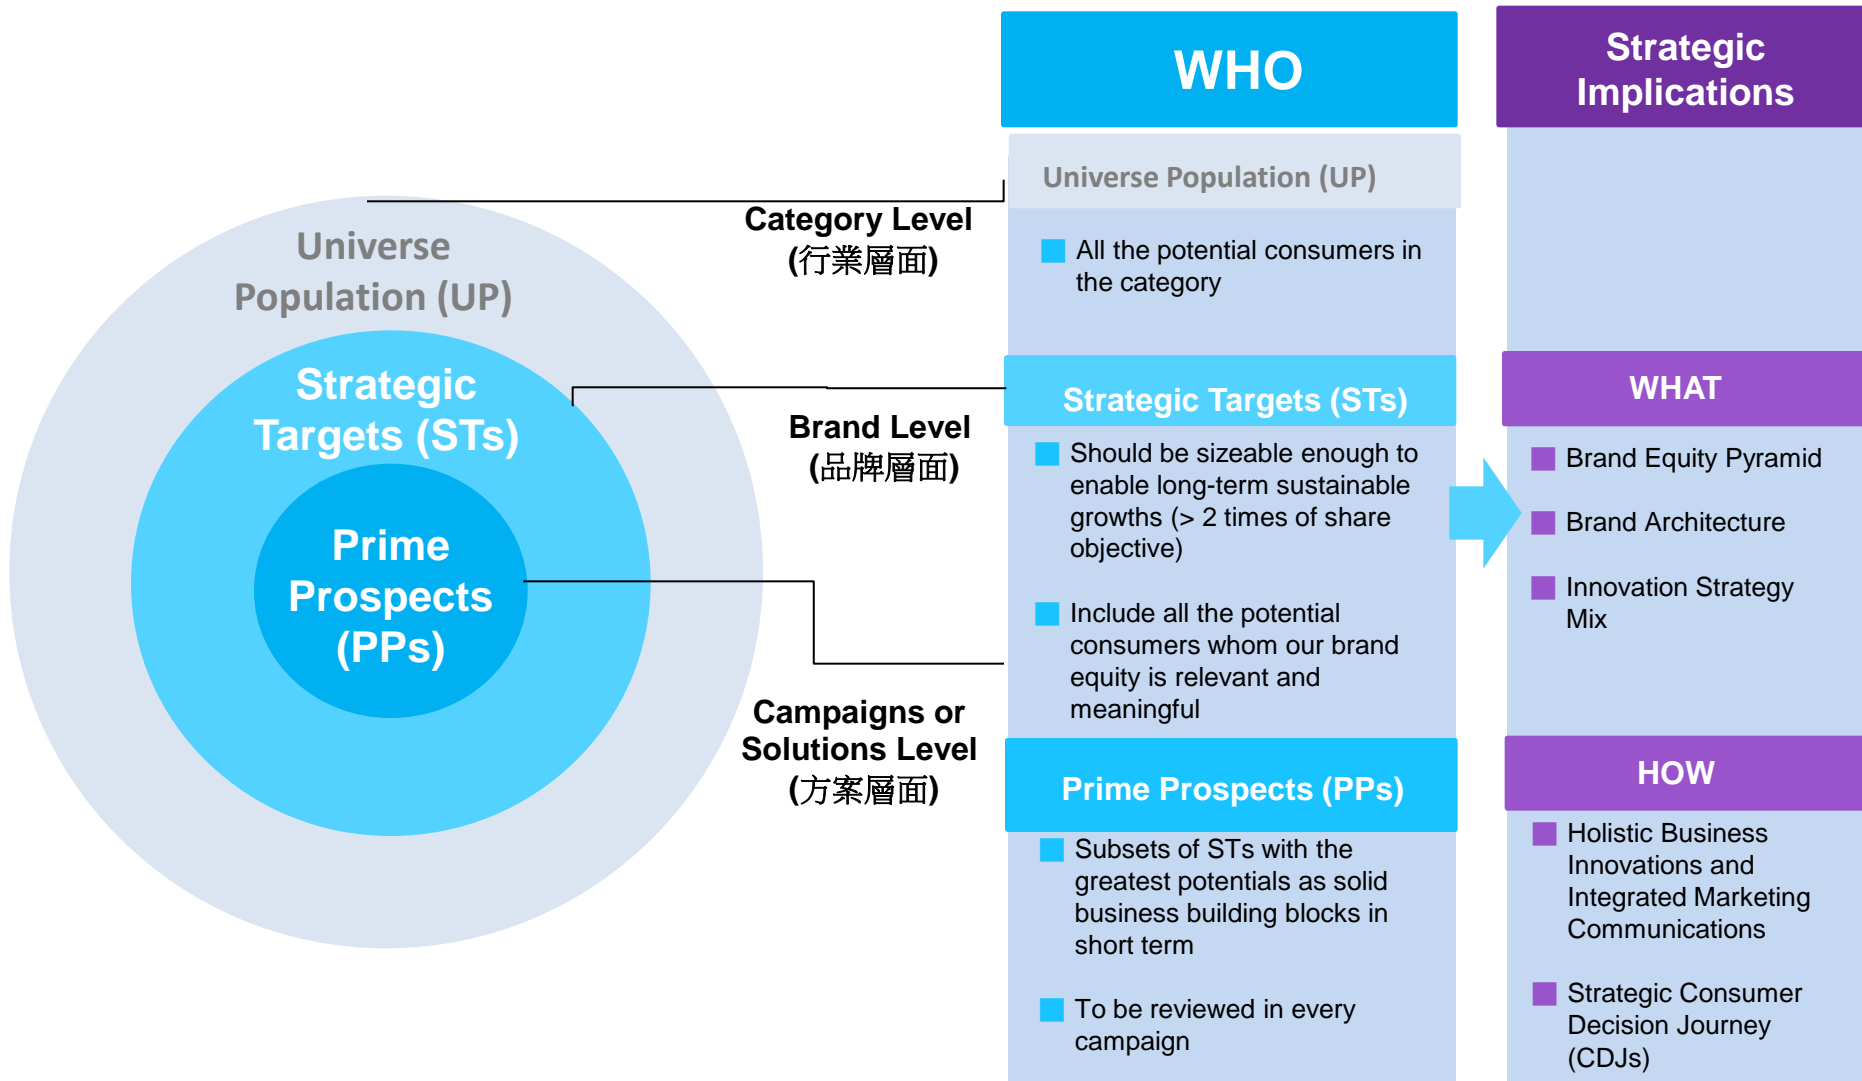 Universe
Population (UP)
Strategic
Targets (STs)
Prime
Prospects
(PPs)
Category Level
(行業層面)
Brand Level
(品牌層面)
Campaigns or
Solutions Level
(方案層面)
WHO
Universe Population (UP)
All the potential consumers in
the category
Strategic Targets (STs)
Should be sizeable enough to
enable long-term sustainable
growths (> 2 times of share
objective)
Include all the potential
consumers whom our brand
equity is relevant and
meaningful
Prime Prospects (PPs)
Subsets of STs with the
greatest potentials as solid
business building blocks in
short term
To be reviewed in every
campaign
Strategic
Implications
WHAT
Brand Equity Pyramid
Brand Architecture
Innovation Strategy
Mix
HOW
Holistic Business
Innovations and
Integrated Marketing
Communications
Strategic Consumer
Decision Journey
(CDJs)